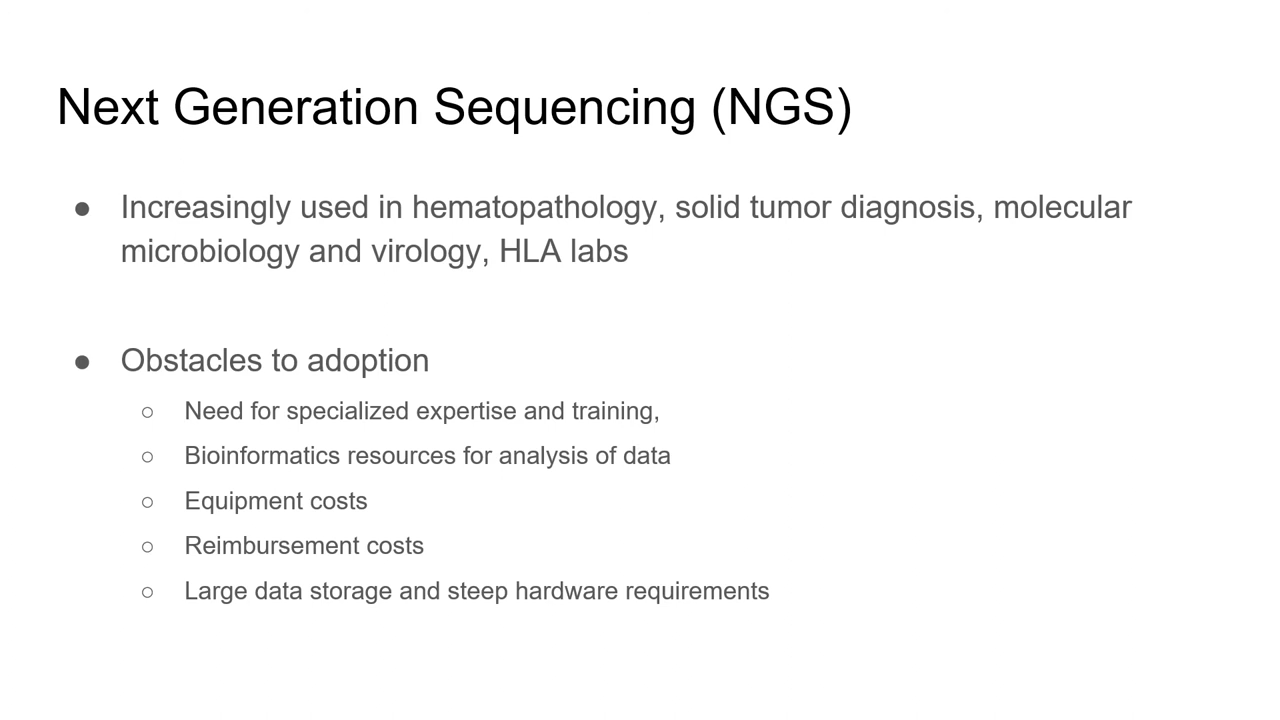 Next Generation Sequencing (NGS)
● Increasingly used in hematopathology, solid tumor diagnosis, molecular
microbiology and virology, HLA labs
● Obstacles to adoption
○ Need for specialized expertise and training,
○ Bioinformatics resources for analysis of data
○ Equipment costs
○ Reimbursement costs
○ Large data storage and steep hardware requirements